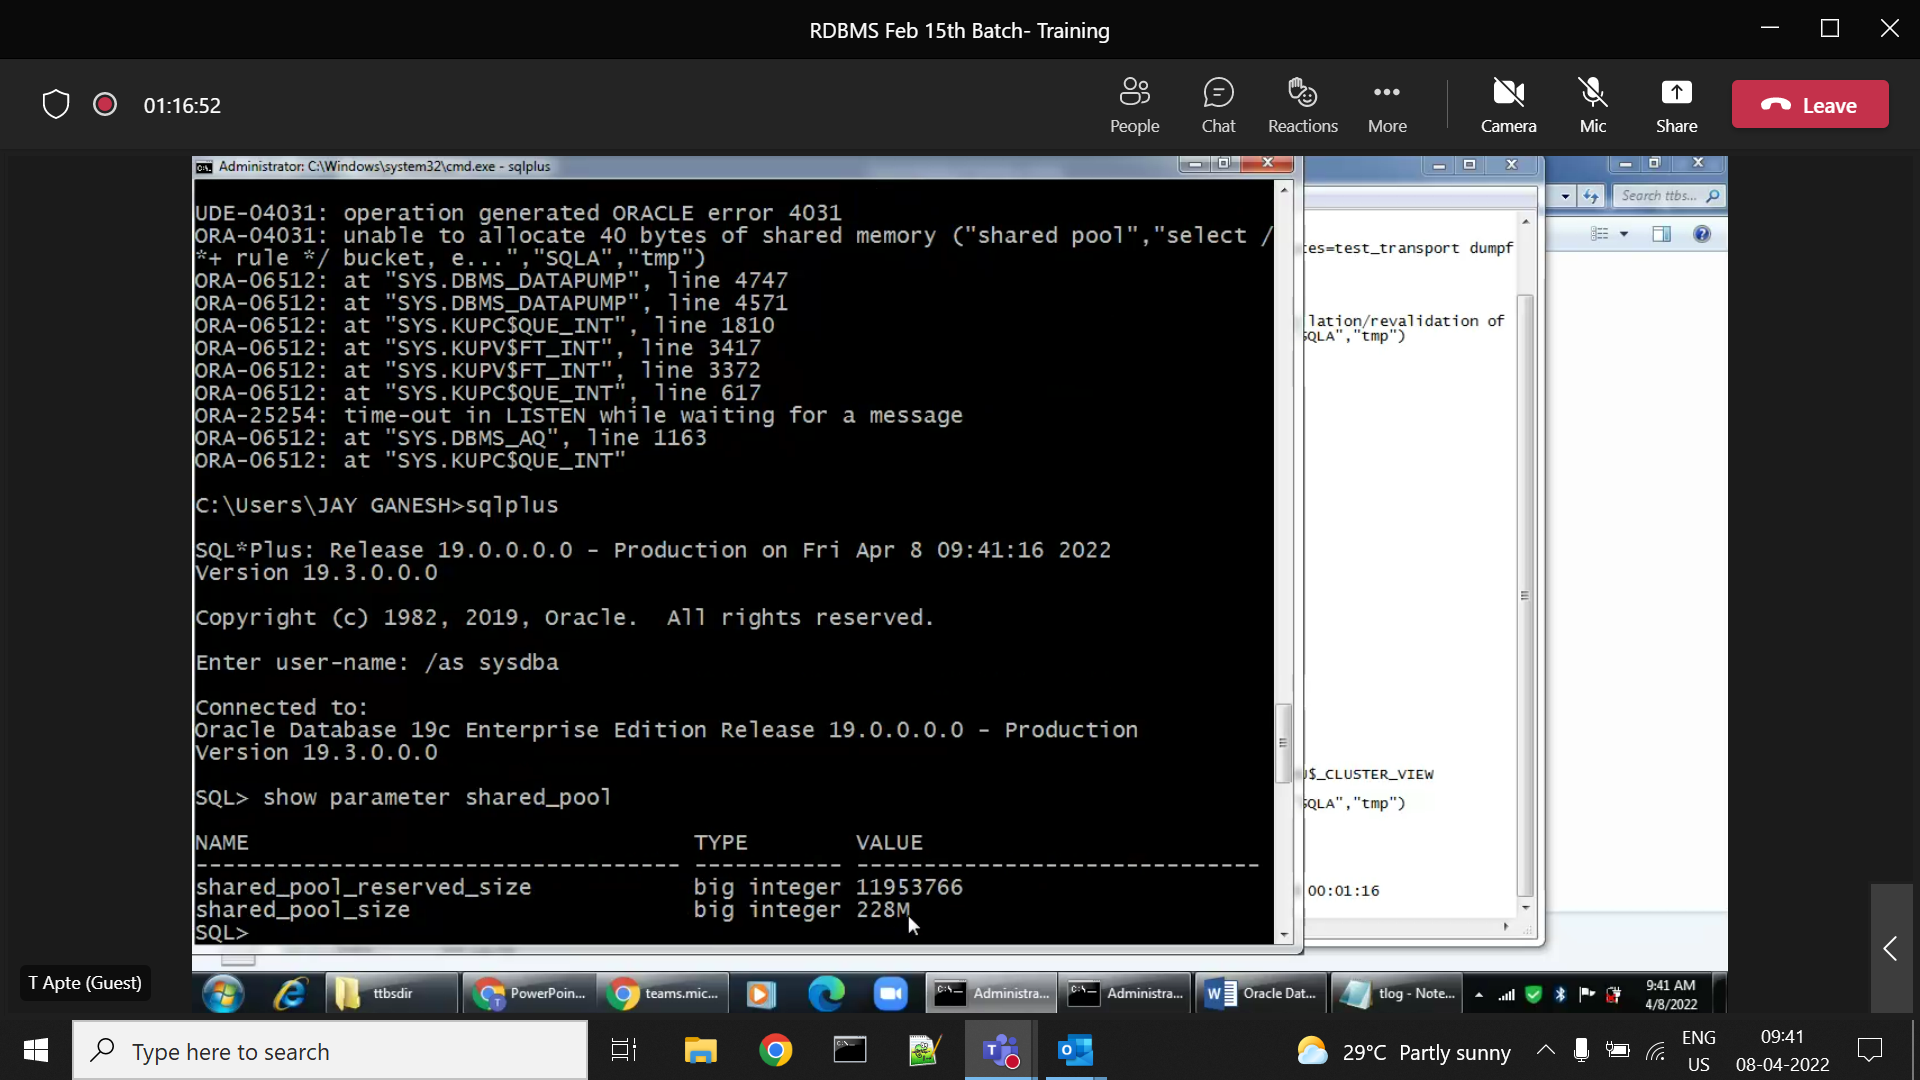 RDBMS Feb 15th Batch- Training
01:16:52
People
Chat
Reactions
More
Camera
Mic
Share
Leave
Administrator: C:\Windows\system32\cmd.exe - sqlplus
UDE-04031: operation generated ORACLE error 4031
ORA-04031: unable to allocate 40 bytes of shared memory ("shared pool","select /
*+ rule */ bucket, e...","SQLA","tmp")
ORA-06512: at "SYS.DBMS_DATAPUMP", line 4747
ORA-06512: at "SYS.DBMS_DATAPUMP", line 4571
ORA-06512: at "SYS.KUPC$QUE_INT", line 1810
ORA-06512: at "SYS.KUPV$FT_INT", line 3417
ORA-06512: at "SYS.KUPV$FT_INT", line 3372
ORA-06512: at "SYS.KUPC$QUE_INT", line 617
ORA-25254: time-out in LISTEN while waiting for a message
ORA-06512: at "SYS.DBMS_AQ", line 1163
ORA-06512: at "SYS.KUPC$QUE_INT"
C:\Users\JAY GANESH>sqlplus
SQL*Plus: Release 19.0.0.0.0 - Production on Fri Apr 8 09:41:16 2022
Version 19.3.0.0.0
Copyright (c) 1982, 2019, Oracle.  All rights reserved.
Enter user-name: /as sysdba
Connected to:
Oracle Database 19c Enterprise Edition Release 19.0.0.0.0 - Production
Version 19.3.0.0.0
SQL> show parameter shared_pool
NAME TYPE VALUE
------------------------------------ ----------- ------------------------------
shared_pool_reserved_size big integer 11953766
shared_pool_size big integer 228M
SQL>
Search ttbs...
es=test_transport dumpf
lation/revalidation of
SQLA","tmp")
$_CLUSTER_VIEW
SQLA","tmp")
00:01:16
T Apte (Guest)
ttbsdir
PowerPoin...
teams.mic...
Administra...
Administra...
Oracle Dat...
tlog - Note...
9:41 AM
4/8/2022
Type here to search
29°C Partly sunny
ENG
US
09:41
08-04-2022